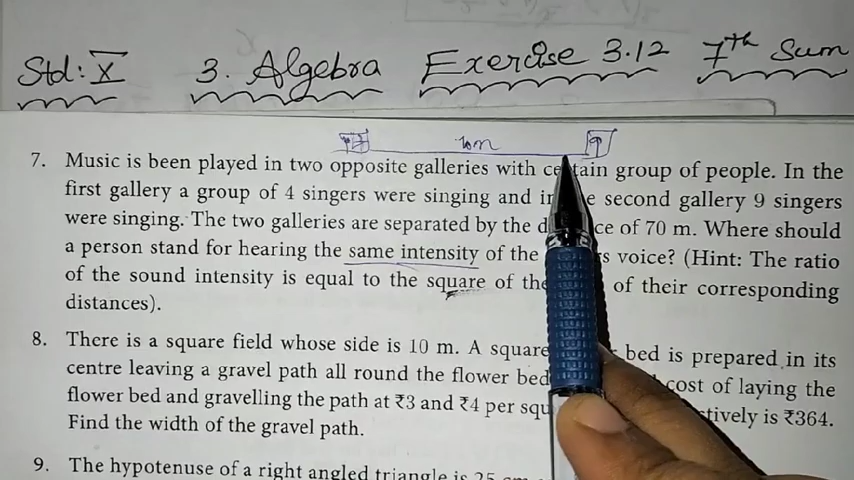 Std: X 3. Algebra Exercise 3.12 7th Sum
70m
7. Music is been played in two opposite galleries with certain group of people. In the
first gallery a group of 4 singers were singing and in the second gallery 9 singers
were singing. The two galleries are separated by the distance of 70 m. Where should
a person stand for hearing the same intensity of the voice? (Hint: The ratio
of the sound intensity is equal to the square of the of their corresponding
distances).
8. There is a square field whose side is 10 m. A square bed is prepared in its
centre leaving a gravel path all round the flower bed cost of laying the
flower bed and gravelling the path at ₹3 and ₹4 per is ₹364.
Find the width of the gravel path.
9. The hypotenuse of a right angled triangle is 25